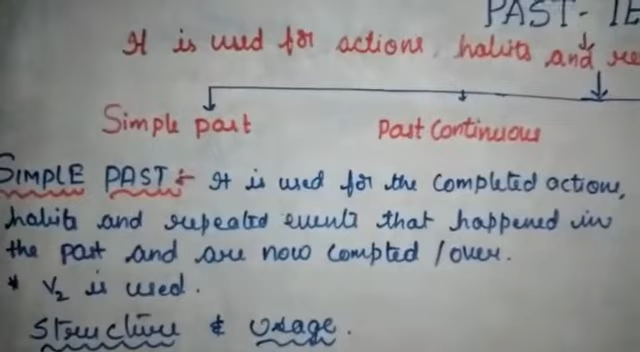 PAST- TE
It is used for actions, habits and re
Simple past Past Continuous
SIMPLE PAST :- It is used for the completed actions,
habits and repeated events that happened in
the past and are now compted / over.
* V2 is used.
Structure & Usage.